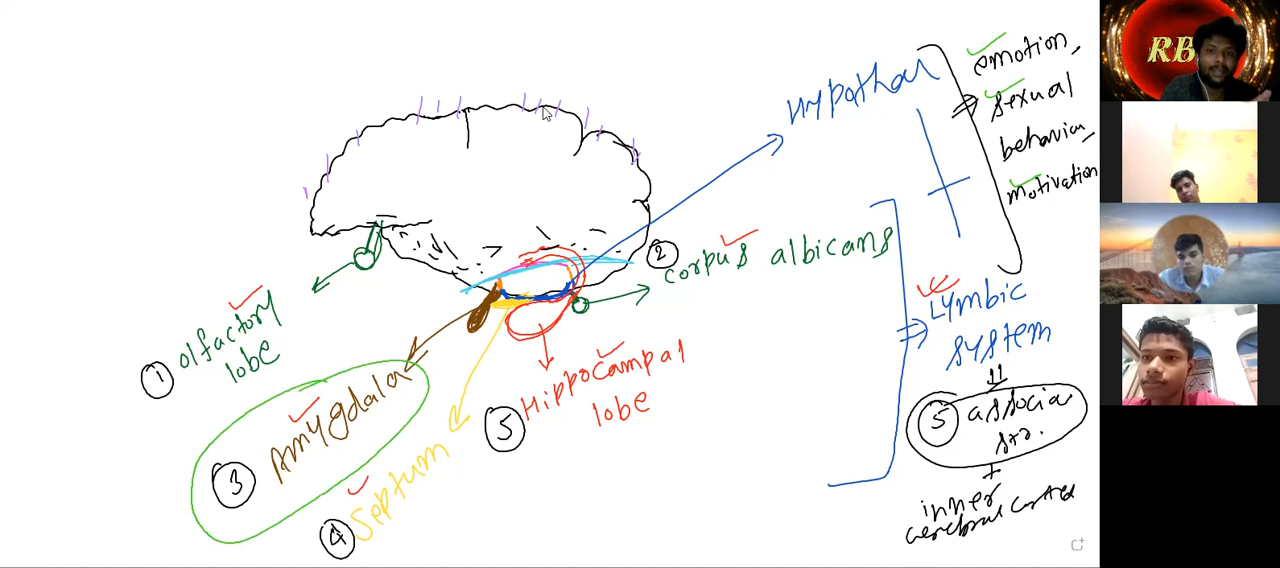 RB
Hypothal
emotion,
sexual
behavior,
motivation
② corpus albicans
Lymbic
system
⑤ associa
str.
+
inner
cerebral cortex
① olfactory
lobe
③ Amygdala
④ Septum
⑤ Hippocampal
lobe